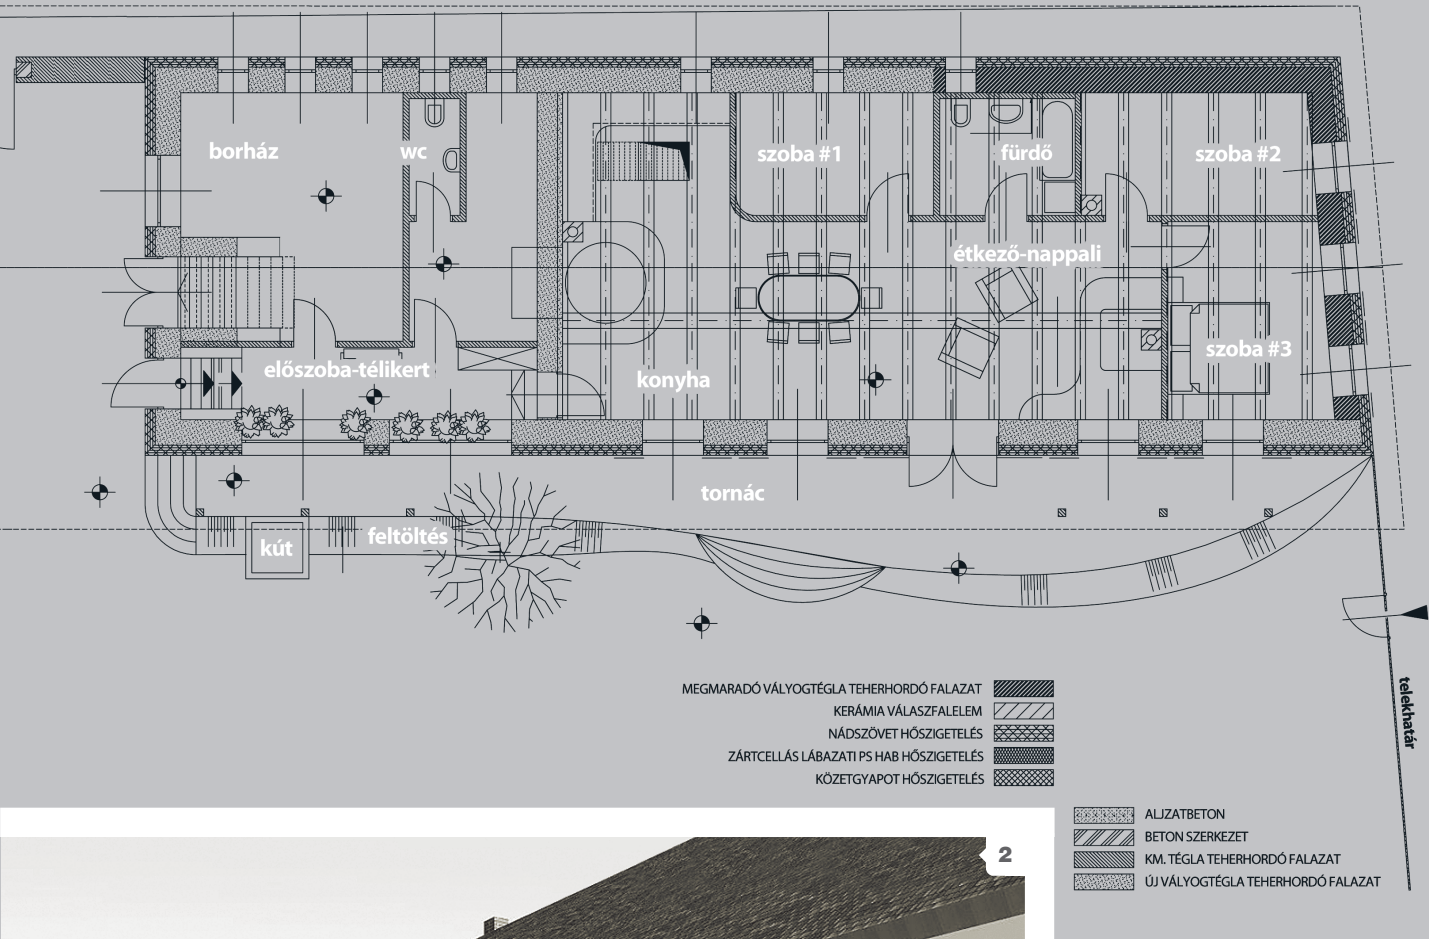 borház
wc
szoba #1
fürdő
szoba #2
étkező-nappali
előszoba-télikert
konyha
szoba #3
tornác
kút
feltöltés
telekhatár
MEGMARADÓ VÁLYOGTÉGLA TEHERHORDÓ FALAZAT
KERÁMIA VÁLASZFALELEM
NÁDSZÖVET HŐSZIGETELÉS
ZÁRTCELLÁS LÁBAZATI PS HAB HŐSZIGETELÉS
KÖZETGYAPOT HŐSZIGETELÉS
ALJZATBETON
BETON SZERKEZET
KM. TÉGLA TEHERHORDÓ FALAZAT
ÚJ VÁLYOGTÉGLA TEHERHORDÓ FALAZAT
2